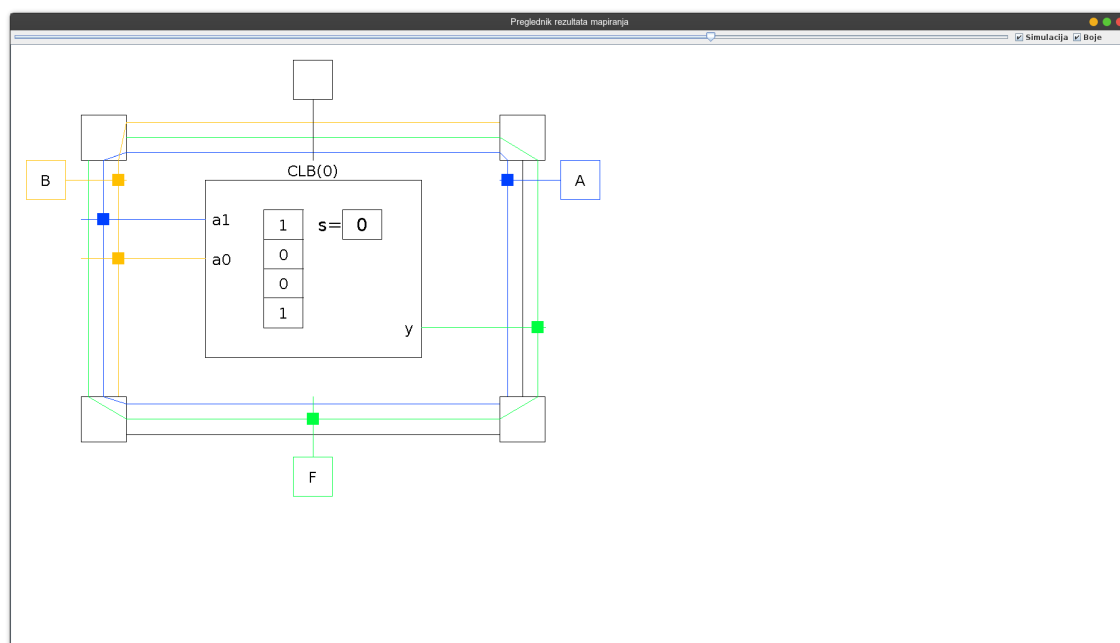 Preglednik rezultata mapiranja
Simulacija Boje
CLB(0)
B
A
a1
1
s= 0
a0
0
0
1
y
F